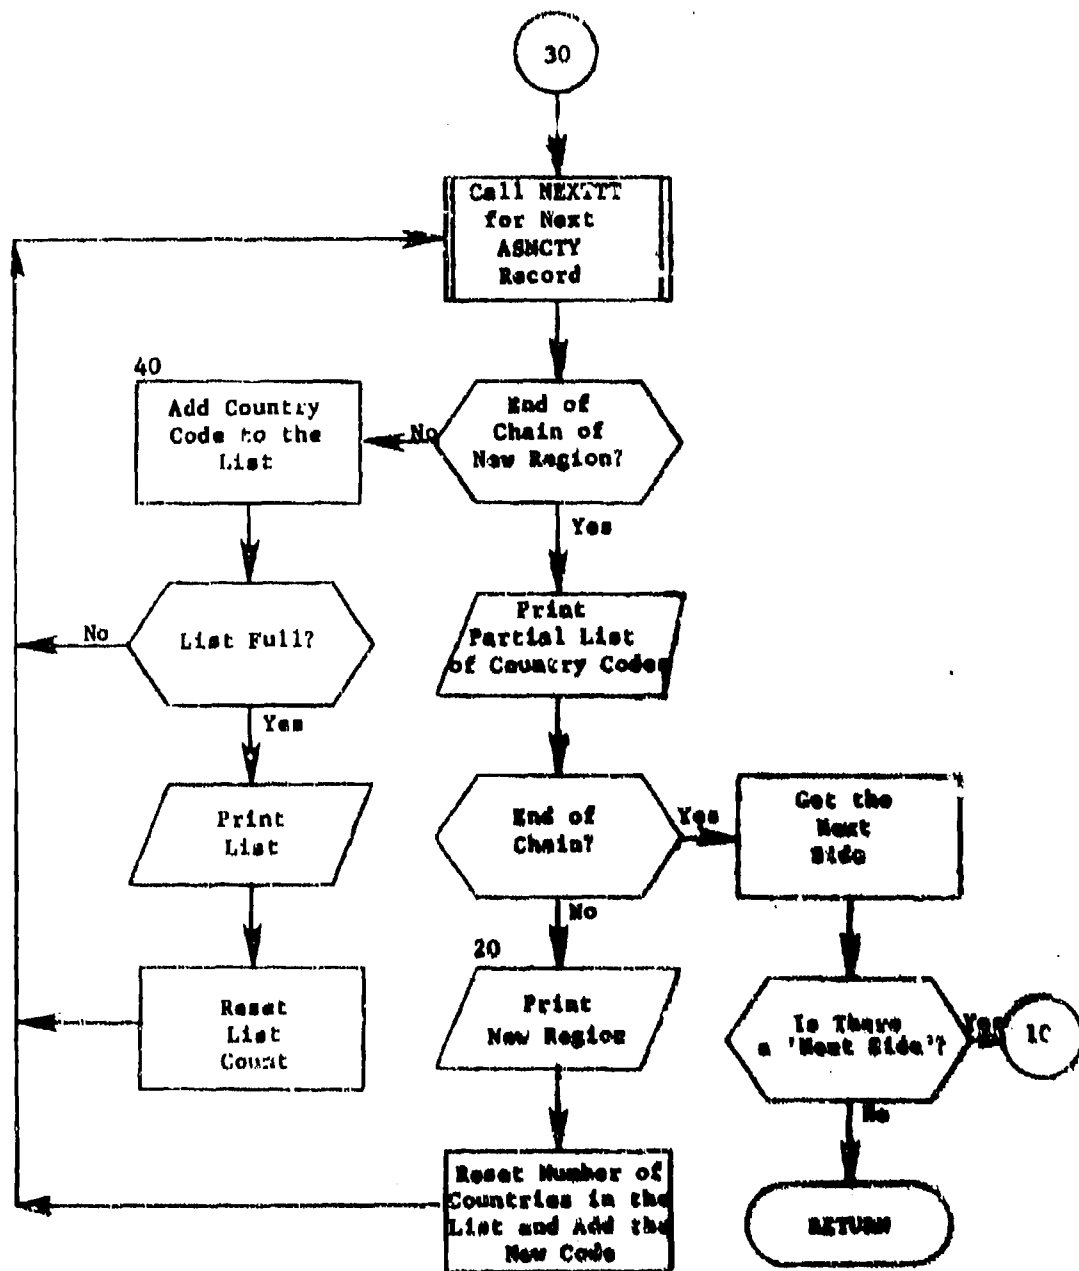 30
Call NEXTTT
for Next
ASNCTY
Record
40
Add Country
Code to the
List
No
End of
Chain of
New Region?
Yes
No
List Full?
Yes
Print
Partial List
of Country Codes
Print
List
End of
Chain?
Yes
Get the
Next
Side
No
20
Reset
List
Count
Print
New Region
Is There
a 'Next Side'?
Yes
10
No
Reset Number of
Countries in the
List and Add the
New Code
RETURN